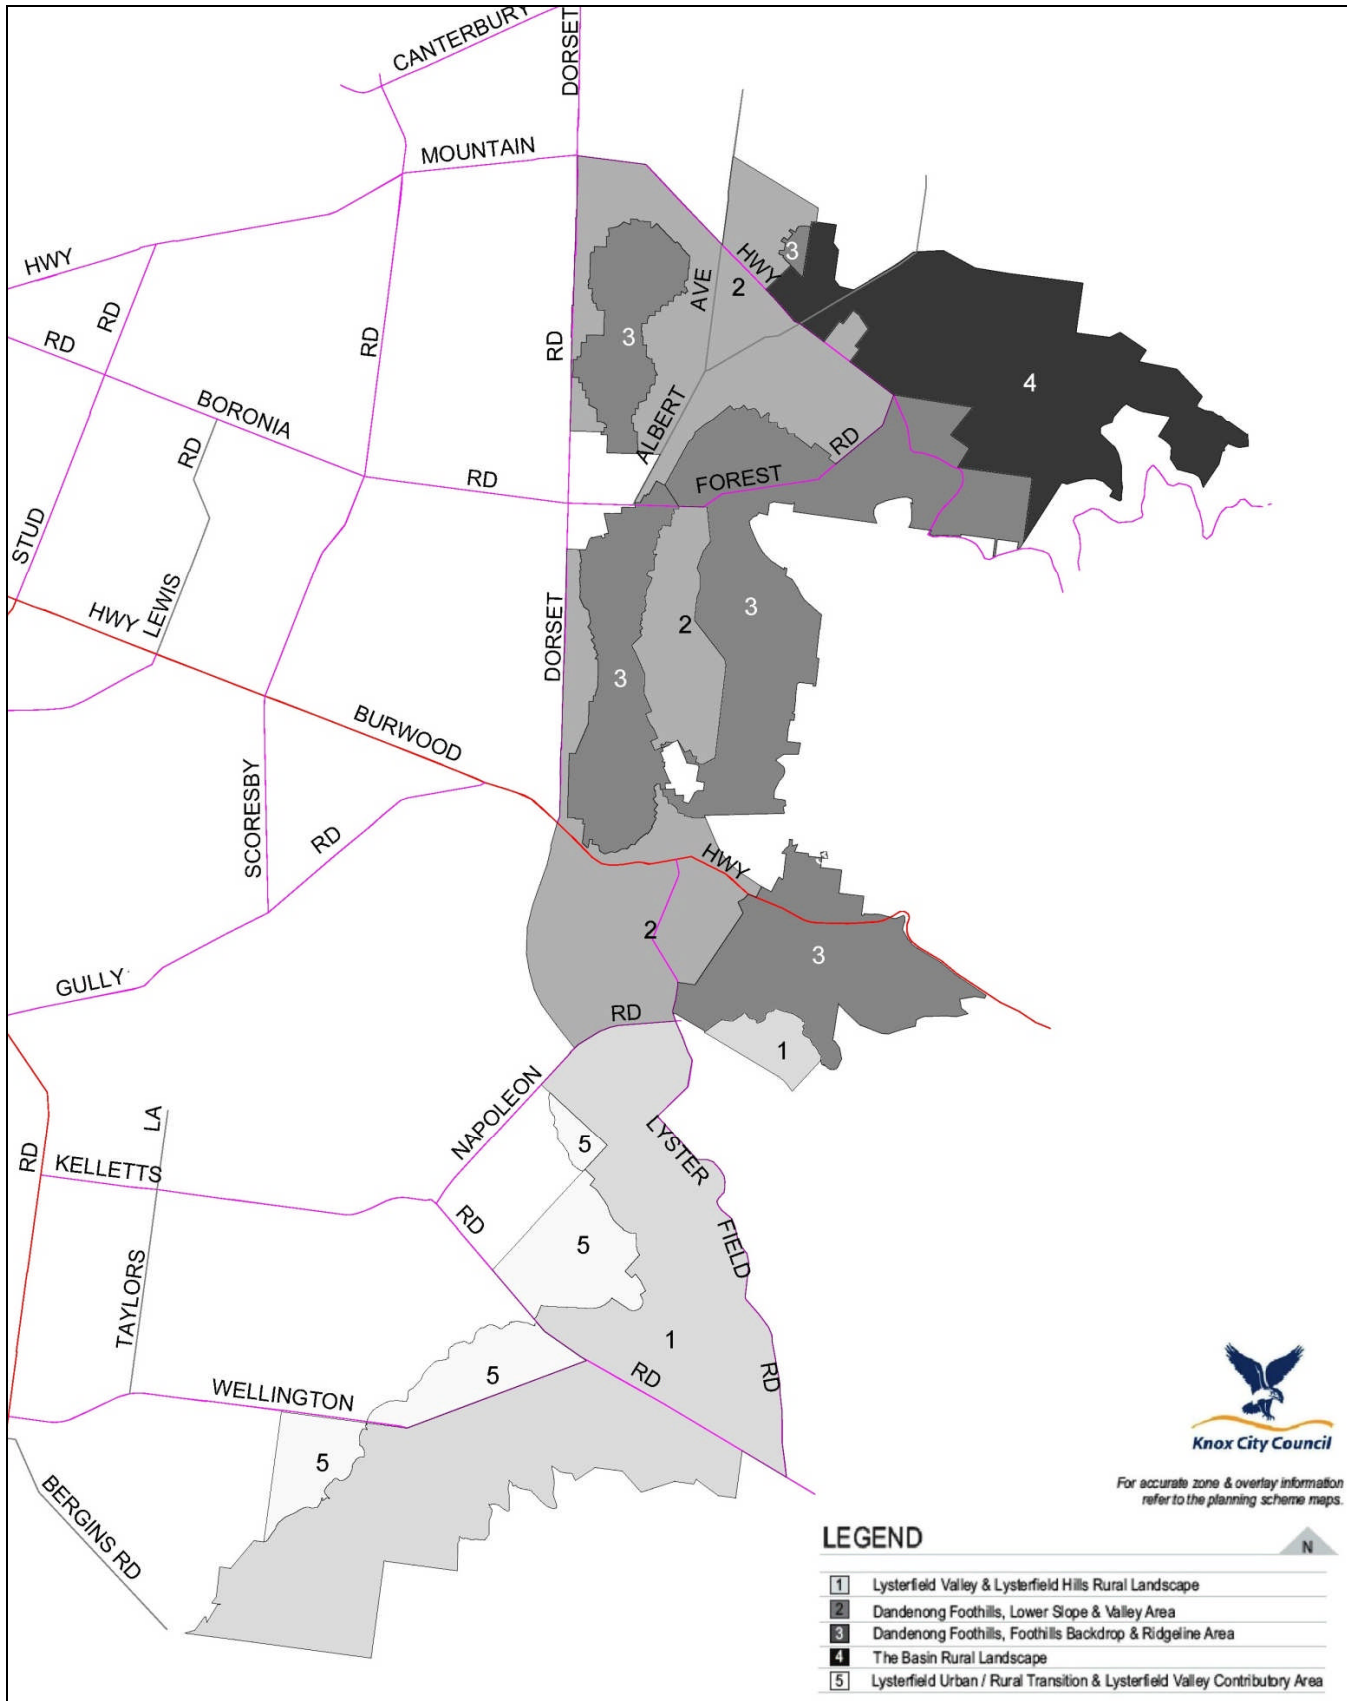 CANTERBURY
DORSET
MOUNTAIN
HWY
RD
RD
RD
BORONIA
RD
RD
STUD
LEWIS
HWY
RD
RD
DORSET
AVE
HWY
ALBERT
FOREST
RD
2
3
3
4
3
2
3
BURWOOD
SCORESBY
RD
GULLY
HWY
2
3
RD
1
NAPOLEON
LA
RD
KELLETTS
RD
5
LYSTER
5
FIELD
TAYLORS
1
RD
RD
5
WELLINGTON
5
BERGINS RD
Knox City Council
For accurate zone & overlay information
refer to the planning scheme maps.
LEGEND
N
1 Lysterfield Valley & Lysterfield Hills Rural Landscape
2 Dandenong Foothills, Lower Slope & Valley Area
3 Dandenong Foothills, Foothills Backdrop & Ridgeline Area
4 The Basin Rural Landscape
5 Lysterfield Urban / Rural Transition & Lysterfield Valley Contributory Area